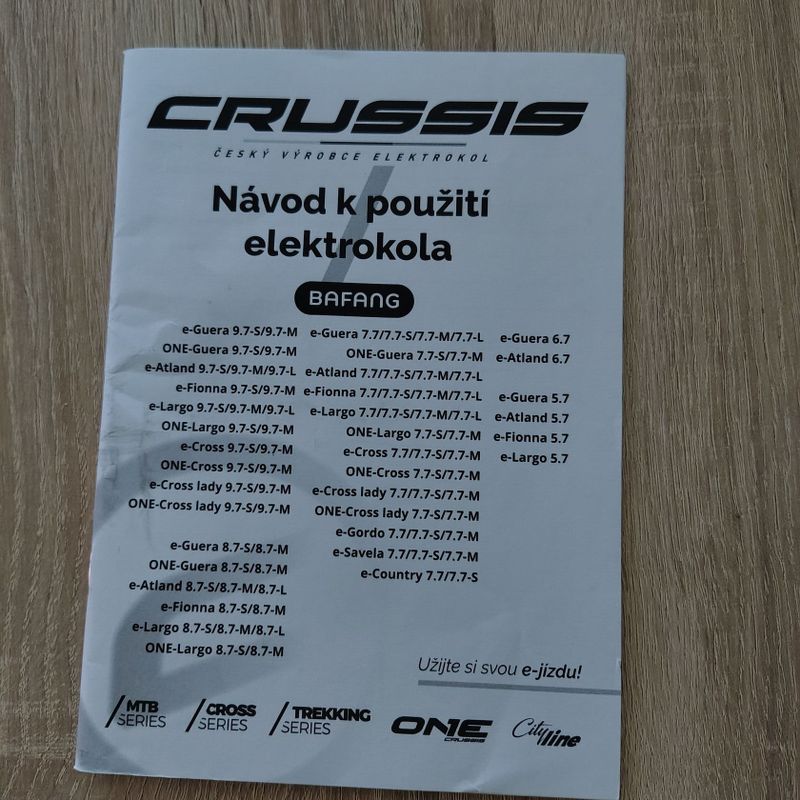 CRUSSIS
ČESKÝ VÝROBCE ELEKTROKOL
Návod k použití
elektrokola
BAFANG
e-Guera 9.7-S/9.7-M
ONE-Guera 9.7-S/9.7-M
e-Atland 9.7-S/9.7-M/9.7-L
e-Fionna 9.7-S/9.7-M
e-Largo 9.7-S/9.7-M/9.7-L
ONE-Largo 9.7-S/9.7-M
e-Cross 9.7-S/9.7-M
ONE-Cross 9.7-S/9.7-M
e-Cross lady 9.7-S/9.7-M
ONE-Cross lady 9.7-S/9.7-M
e-Guera 8.7-S/8.7-M
ONE-Guera 8.7-S/8.7-M
e-Atland 8.7-S/8.7-M/8.7-L
e-Fionna 8.7-S/8.7-M
e-Largo 8.7-S/8.7-M/8.7-L
ONE-Largo 8.7-S/8.7-M
e-Guera 7.7/7.7-S/7.7-M/7.7-L
ONE-Guera 7.7-S/7.7-M
e-Atland 7.7/7.7-S/7.7-M/7.7-L
e-Fionna 7.7/7.7-S/7.7-M/7.7-L
e-Largo 7.7/7.7-S/7.7-M/7.7-L
ONE-Largo 7.7-S/7.7-M
e-Cross 7.7/7.7-S/7.7-M
ONE-Cross 7.7-S/7.7-M
e-Cross lady 7.7/7.7-S/7.7-M
ONE-Cross lady 7.7-S/7.7-M
e-Gordo 7.7/7.7-S/7.7-M
e-Savela 7.7/7.7-S/7.7-M
e-Country 7.7/7.7-S
e-Guera 6.7
e-Atland 6.7
e-Guera 5.7
e-Atland 5.7
e-Fionna 5.7
e-Largo 5.7
Užijte si svou e-jizdu!
MTB
SERIES
CROSS
SERIES
TREKKING
SERIES
ONE
CRUSSIS
City
line